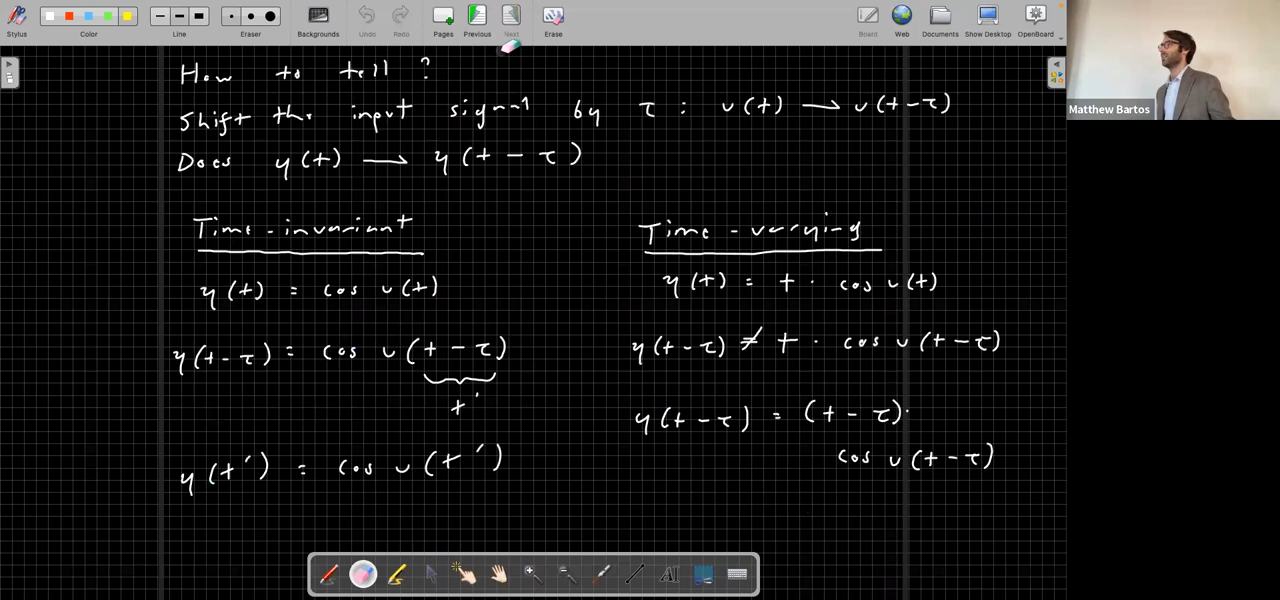 Stylus Color Line Eraser Backgrounds Undo Redo Pages Previous Next Erase Board Web Documents Show Desktop OpenBoard
How to tell ?
Shift the input signal by τ : u(t) → u(t-τ)
Does y(t) → y(t - τ)
Time-invariant
y(t) = cos u(t)
y(t-τ) = cos u(t - τ)
t'
y(t') = cos u(t')
Time-varying
y(t) = t · cos u(t)
y(t-τ) ≠ t · cos u(t-τ)
y(t-τ) = (t - τ)·
cos u(t-τ)
Matthew Bartos
AI